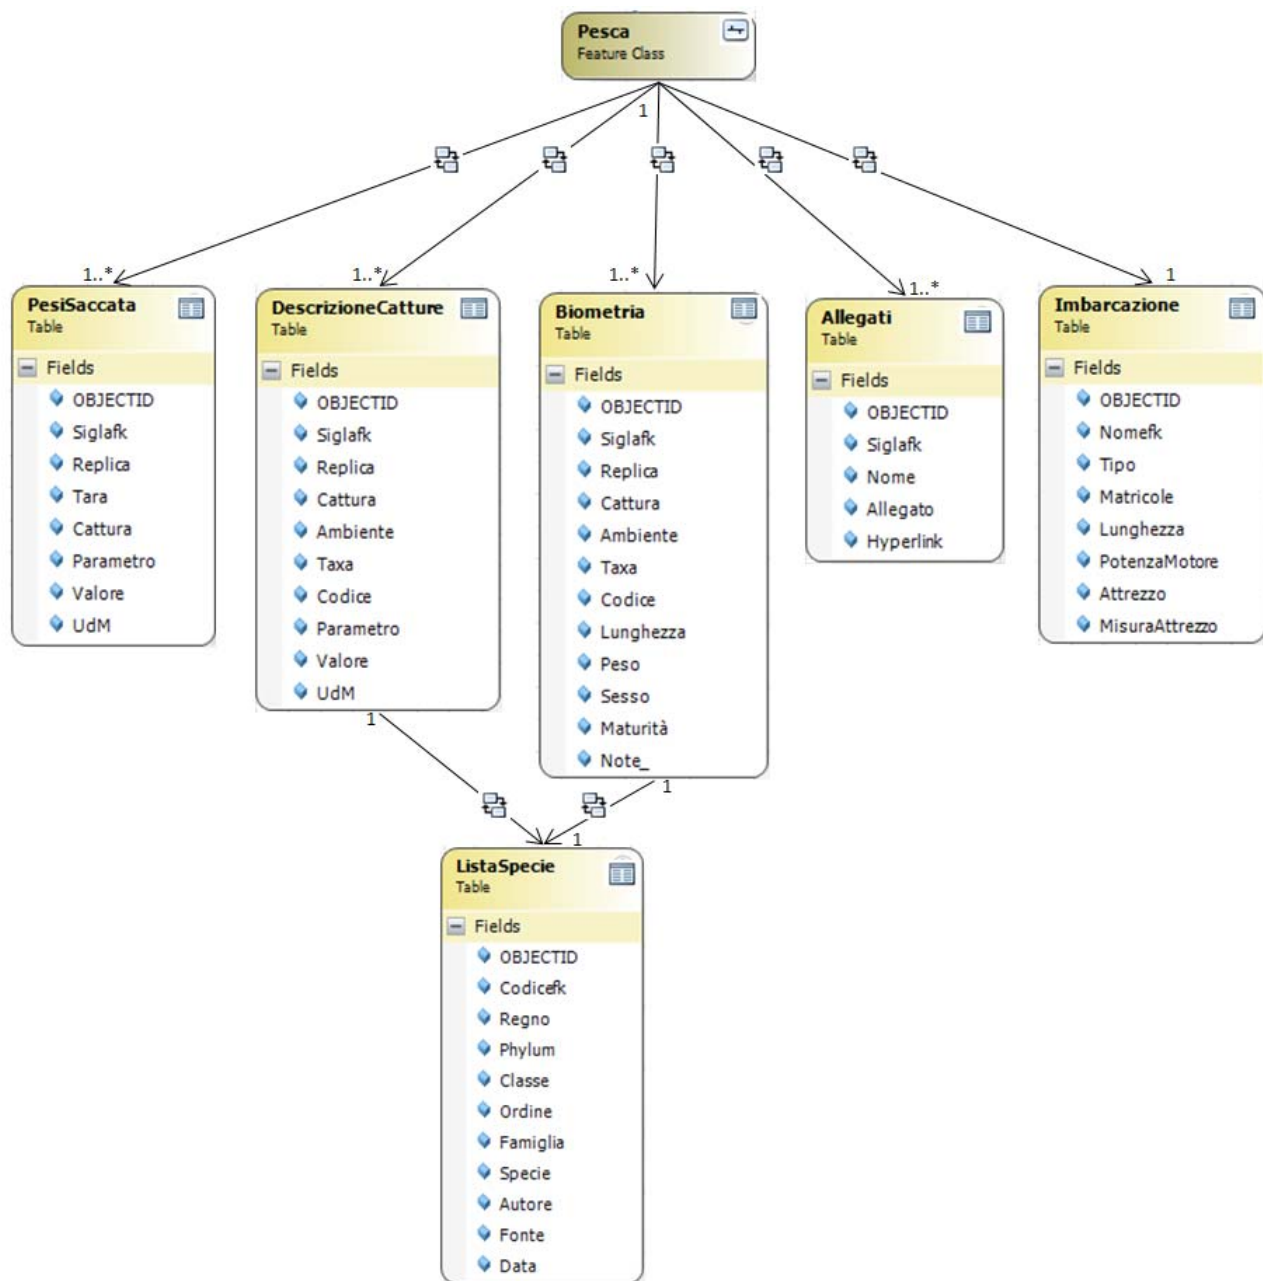 Pesca
Feature Class
1
1..*
1..*
1..*
1..*
1
PesiSaccata
Table
Fields
OBJECTID
Siglafk
Replica
Tara
Cattura
Parametro
Valore
UdM
DescrizioneCatture
Table
Fields
OBJECTID
Siglafk
Replica
Cattura
Ambiente
Taxa
Codice
Parametro
Valore
UdM
1
Biometria
Table
Fields
OBJECTID
Siglafk
Replica
Cattura
Ambiente
Taxa
Codice
Lunghezza
Peso
Sesso
Maturità
Note_
1
Allegati
Table
Fields
OBJECTID
Siglafk
Nome
Allegato
Hyperlink
Imbarcazione
Table
Fields
OBJECTID
Nomefk
Tipo
Matricole
Lunghezza
PotenzaMotore
Attrezzo
MisuraAttrezzo
1
ListaSpecie
Table
Fields
OBJECTID
Codicefk
Regno
Phylum
Classe
Ordine
Famiglia
Specie
Autore
Fonte
Data